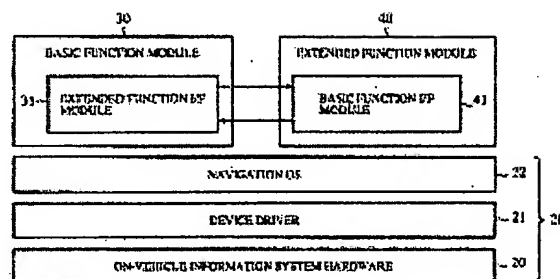 30
BASIC FUNCTION MODULE
31
EXTENDED FUNCTION I/F
MODULE
40
EXTENDED FUNCTION MODULE
BASIC FUNCTION I/F
MODULE
41
NAVIGATION OS
22
DEVICE DRIVER
21
ON-VEHICLE INFORMATION SYSTEM HARDWARE
20